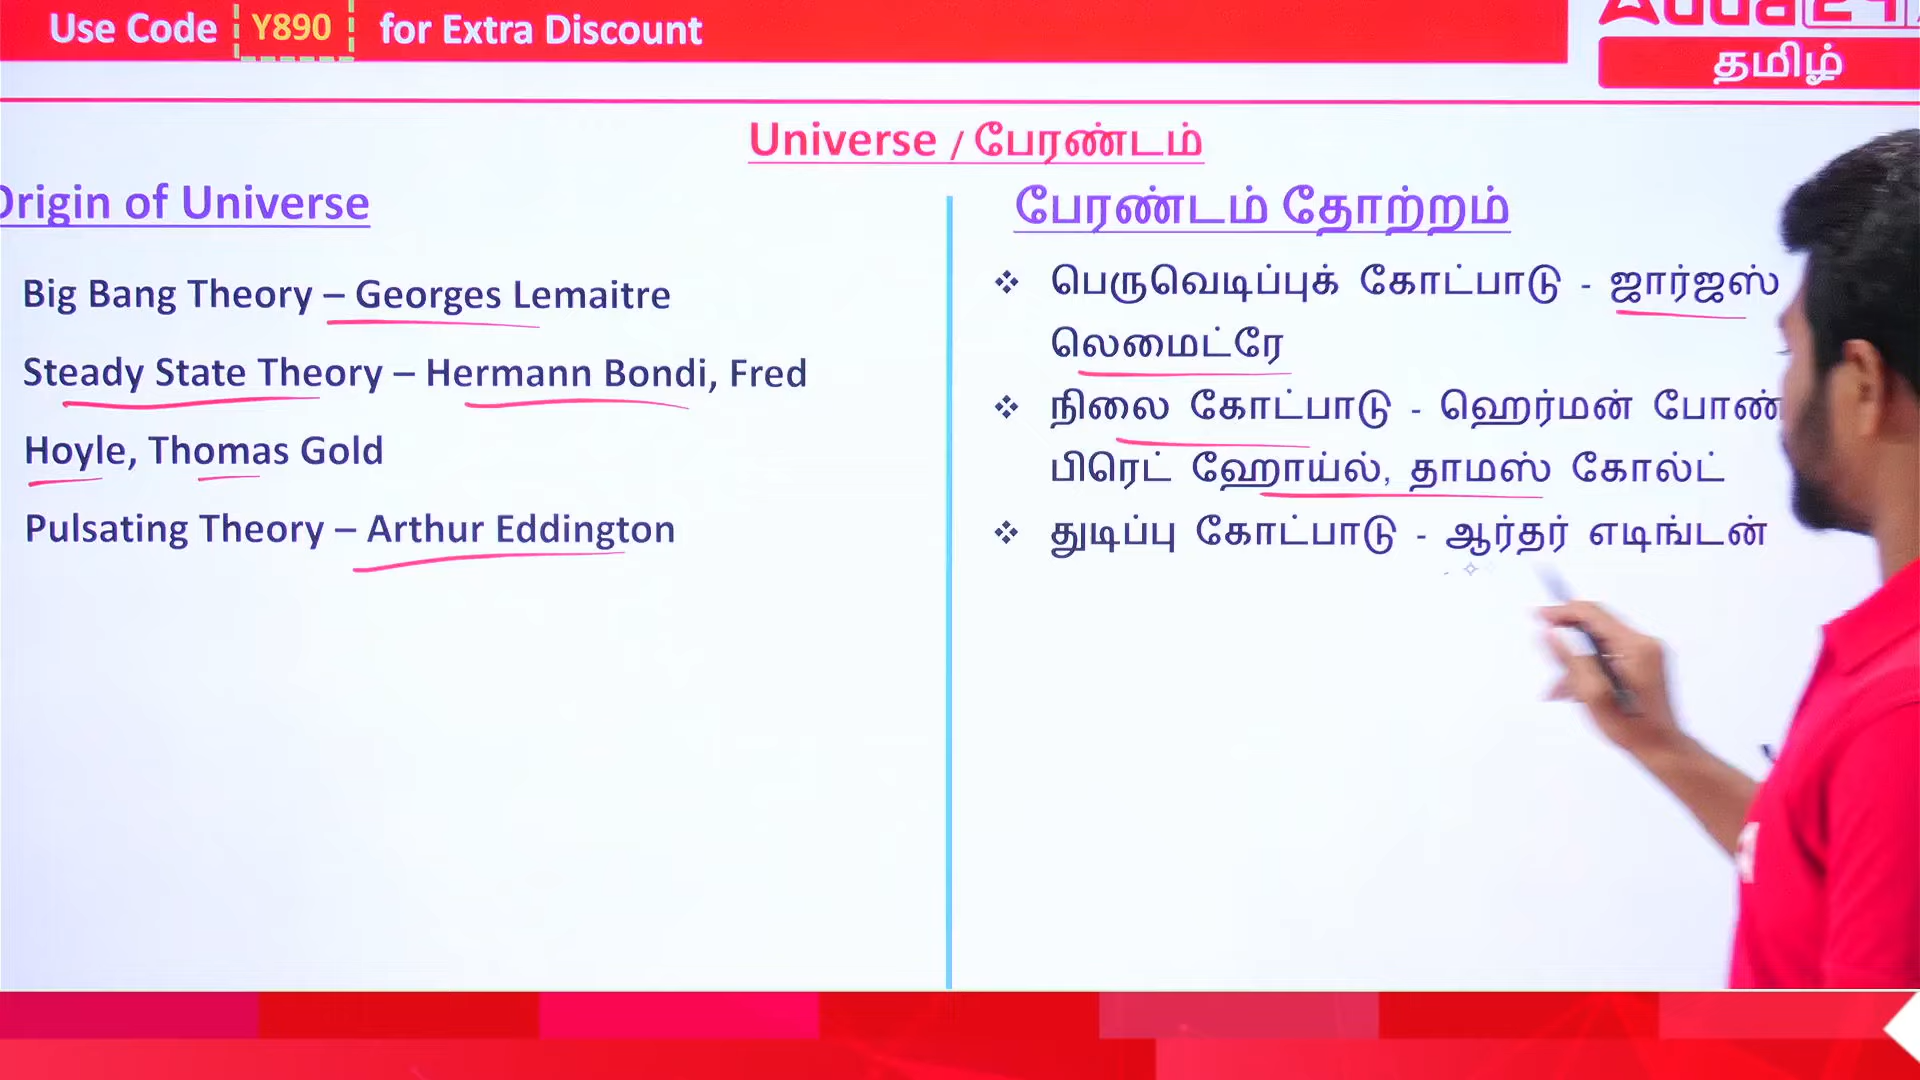 Use Code Y890 for Extra Discount
தமிழ்
Universe / பேரண்டம்
Origin of Universe
Big Bang Theory – Georges Lemaitre
Steady State Theory – Hermann Bondi, Fred
Hoyle, Thomas Gold
Pulsating Theory – Arthur Eddington
பேரண்டம் தோற்றம்
❖ பெருவெடிப்புக் கோட்பாடு - ஜார்ஜஸ்
லெமைட்ரே
❖ நிலை கோட்பாடு - ஹெர்மன்
பிரெட் ஹோய்ல், தாமஸ் கோல்ட்
❖ துடிப்பு கோட்பாடு - ஆர்தர் எடிங்டன்